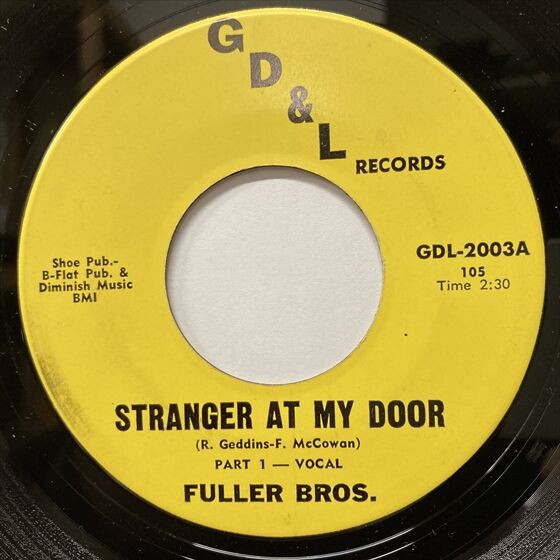 GD&L RECORDS
Shoe Pub.-
B-Flat Pub. &
Diminish Music
BMI
GDL-2003A
105
Time 2:30
STRANGER AT MY DOOR
(R. Geddins-F. McCowan)
PART 1 — VOCAL
FULLER BROS.